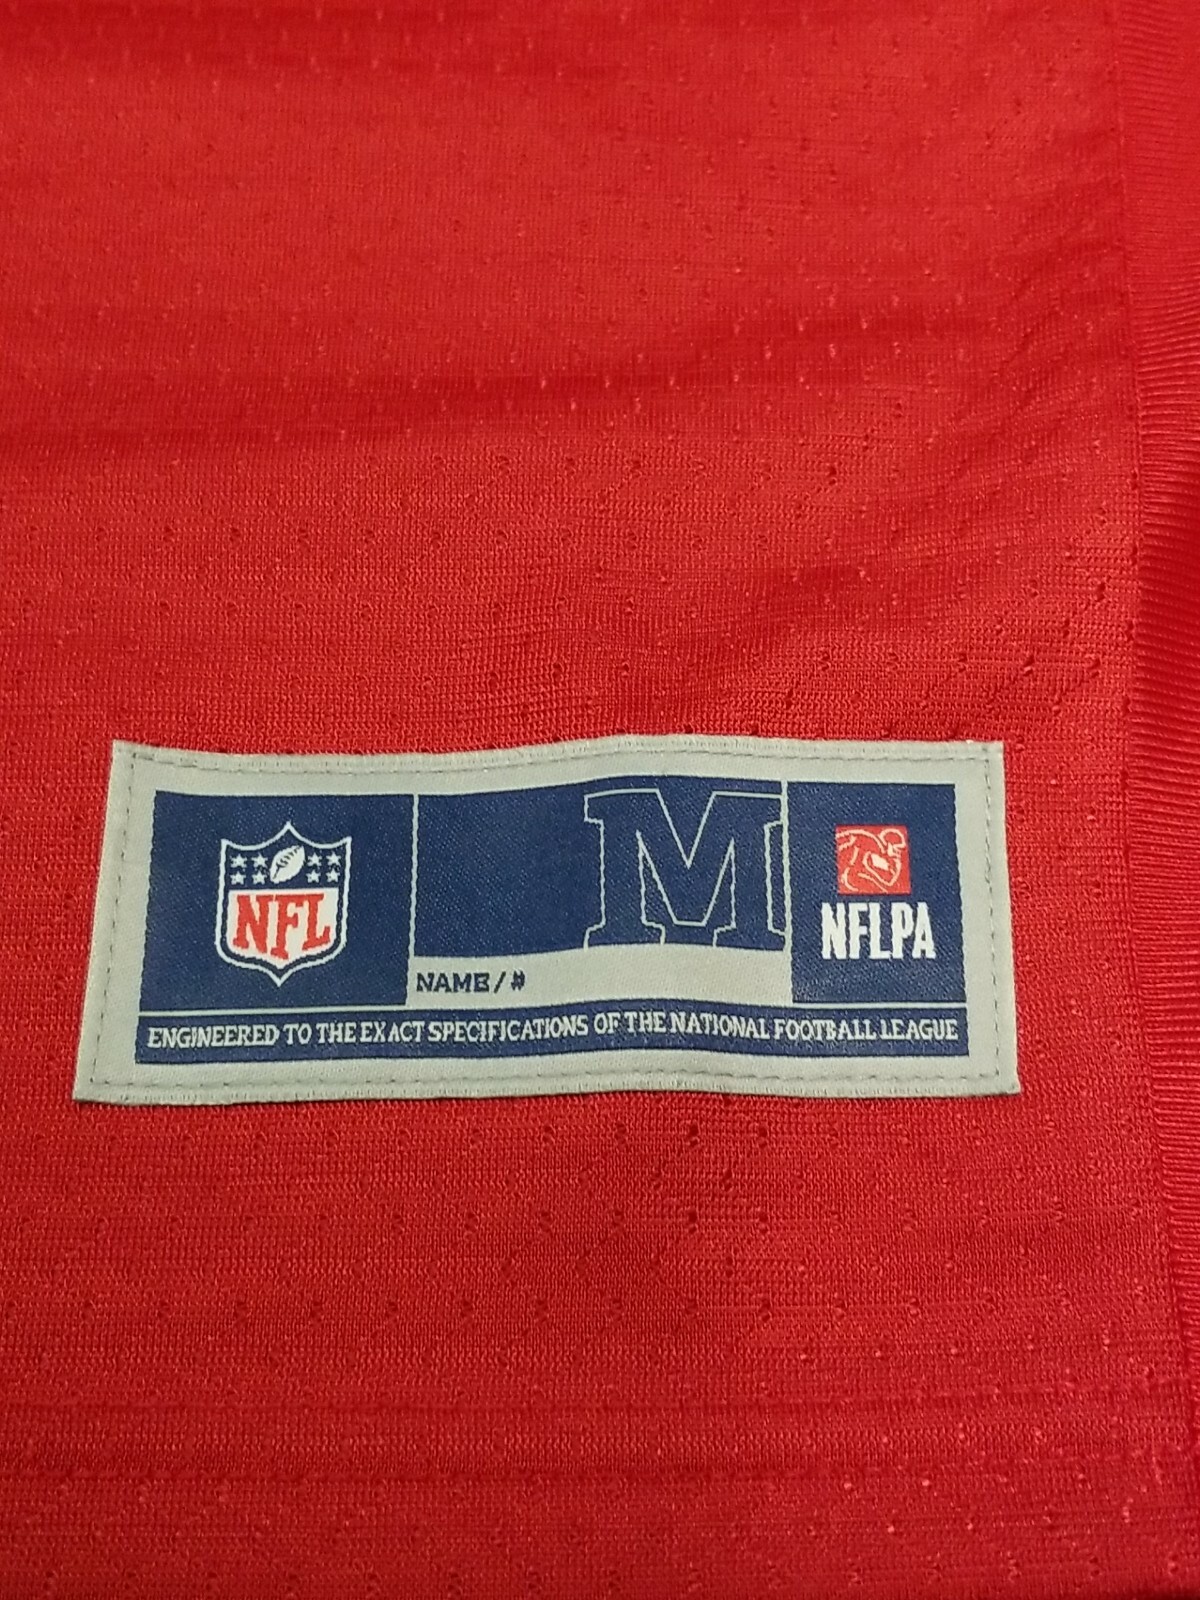 NFL
M
NFLPA
NAME/#
ENGINEERED TO THE EXACT SPECIFICATIONS OF THE NATIONAL FOOTBALL LEAGUE